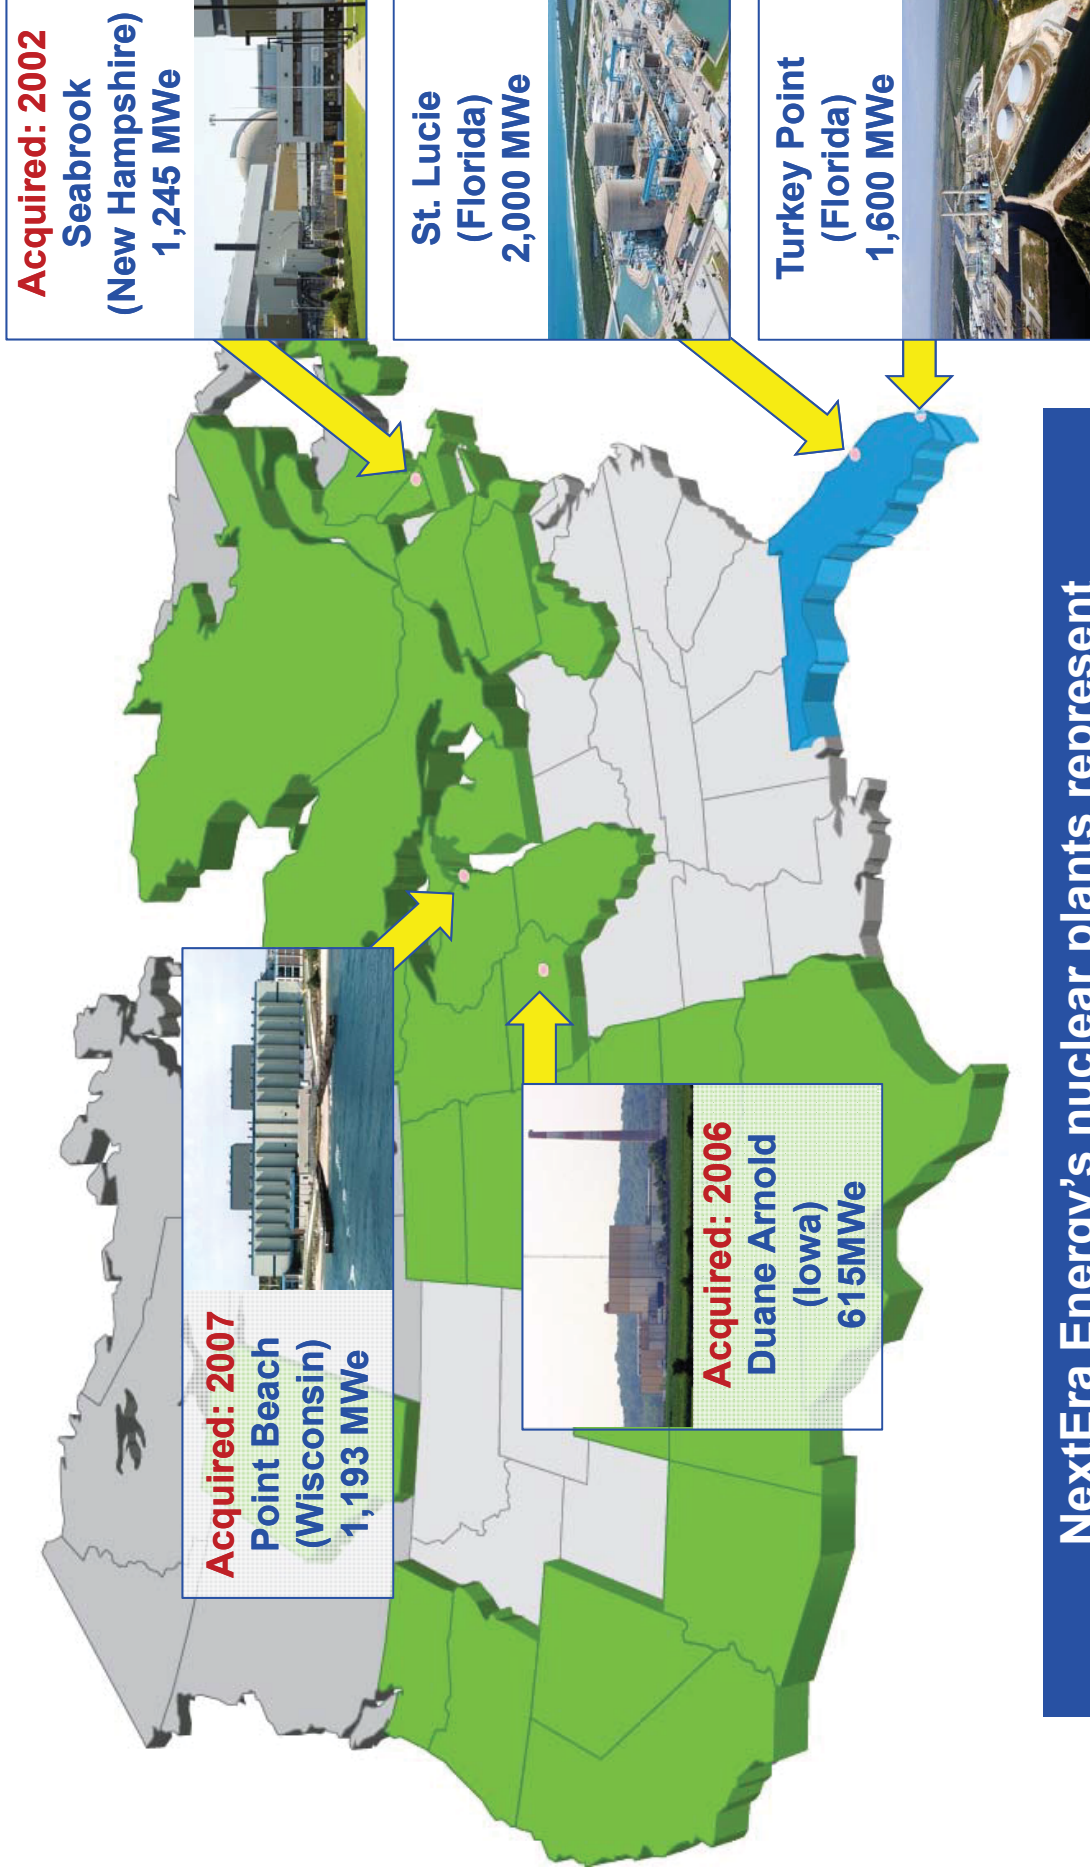 Acquired: 2007
Point Beach
(Wisconsin)
1,193 MWe
Acquired: 2002
Seabrook
(New Hampshire)
1,245 MWe
Acquired: 2006
Duane Arnold
(Iowa)
615MWe
St. Lucie
(Florida)
2,000 MWe
Turkey Point
(Florida)
1,600 MWe
NextEra Energy’s nuclear plants represent